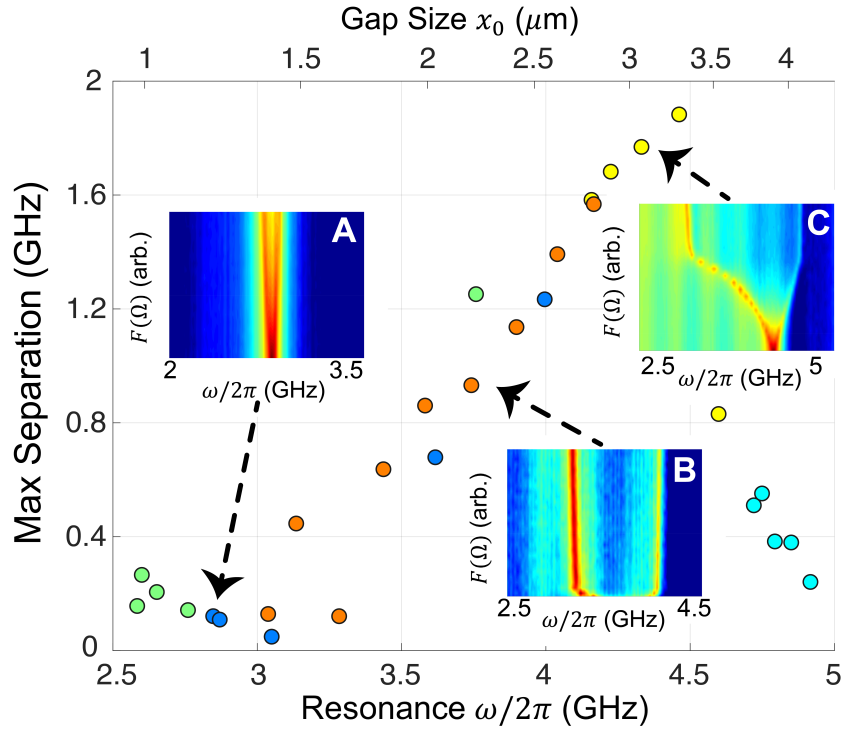 Gap Size x₀ (μm)
1 1.5 2 2.5 3 3.5 4
2
1.6
1.2
0.8
0.4
0
Max Separation (GHz)
A
F(Ω) (arb.)
2 3.5
ω/2π (GHz)
C
F(Ω) (arb.)
2.5 5
ω/2π (GHz)
B
F(Ω) (arb.)
2.5 4.5
ω/2π (GHz)
2.5 3 3.5 4 4.5 5
Resonance ω/2π (GHz)